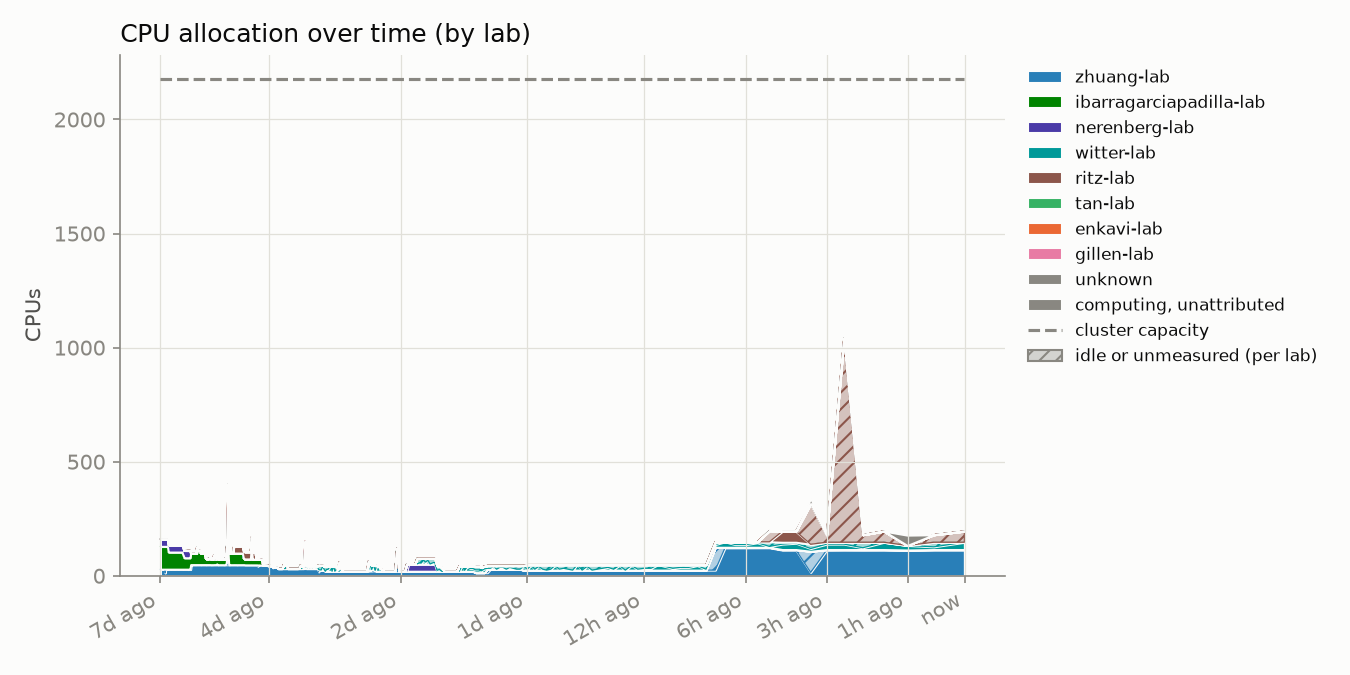 CPU allocation over time (by lab)
CPUs
2000
1500
1000
500
0
7d ago
4d ago
2d ago
1d ago
12h ago
6h ago
3h ago
1h ago
now
zhuang-lab
ibarragarciapadilla-lab
nerenberg-lab
witter-lab
ritz-lab
tan-lab
enkavi-lab
gillen-lab
unknown
computing, unattributed
cluster capacity
idle or unmeasured (per lab)